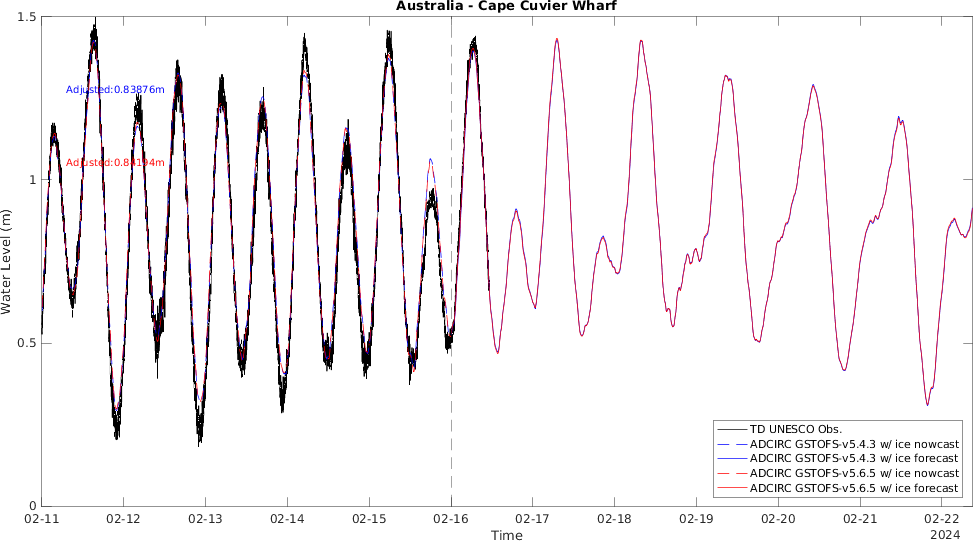 Australia - Cape Cuvier Wharf
1.5
Adjusted:0.83876m
Adjusted:0.84194m
1
Water Level (m)
0.5
TD UNESCO Obs.
ADCIRC GSTOFS-v5.4.3 w/ ice nowcast
ADCIRC GSTOFS-v5.4.3 w/ ice forecast
ADCIRC GSTOFS-v5.6.5 w/ ice nowcast
ADCIRC GSTOFS-v5.6.5 w/ ice forecast
0
02-11 02-12 02-13 02-14 02-15 02-16 02-17 02-18 02-19 02-20 02-21 02-22
Time
2024